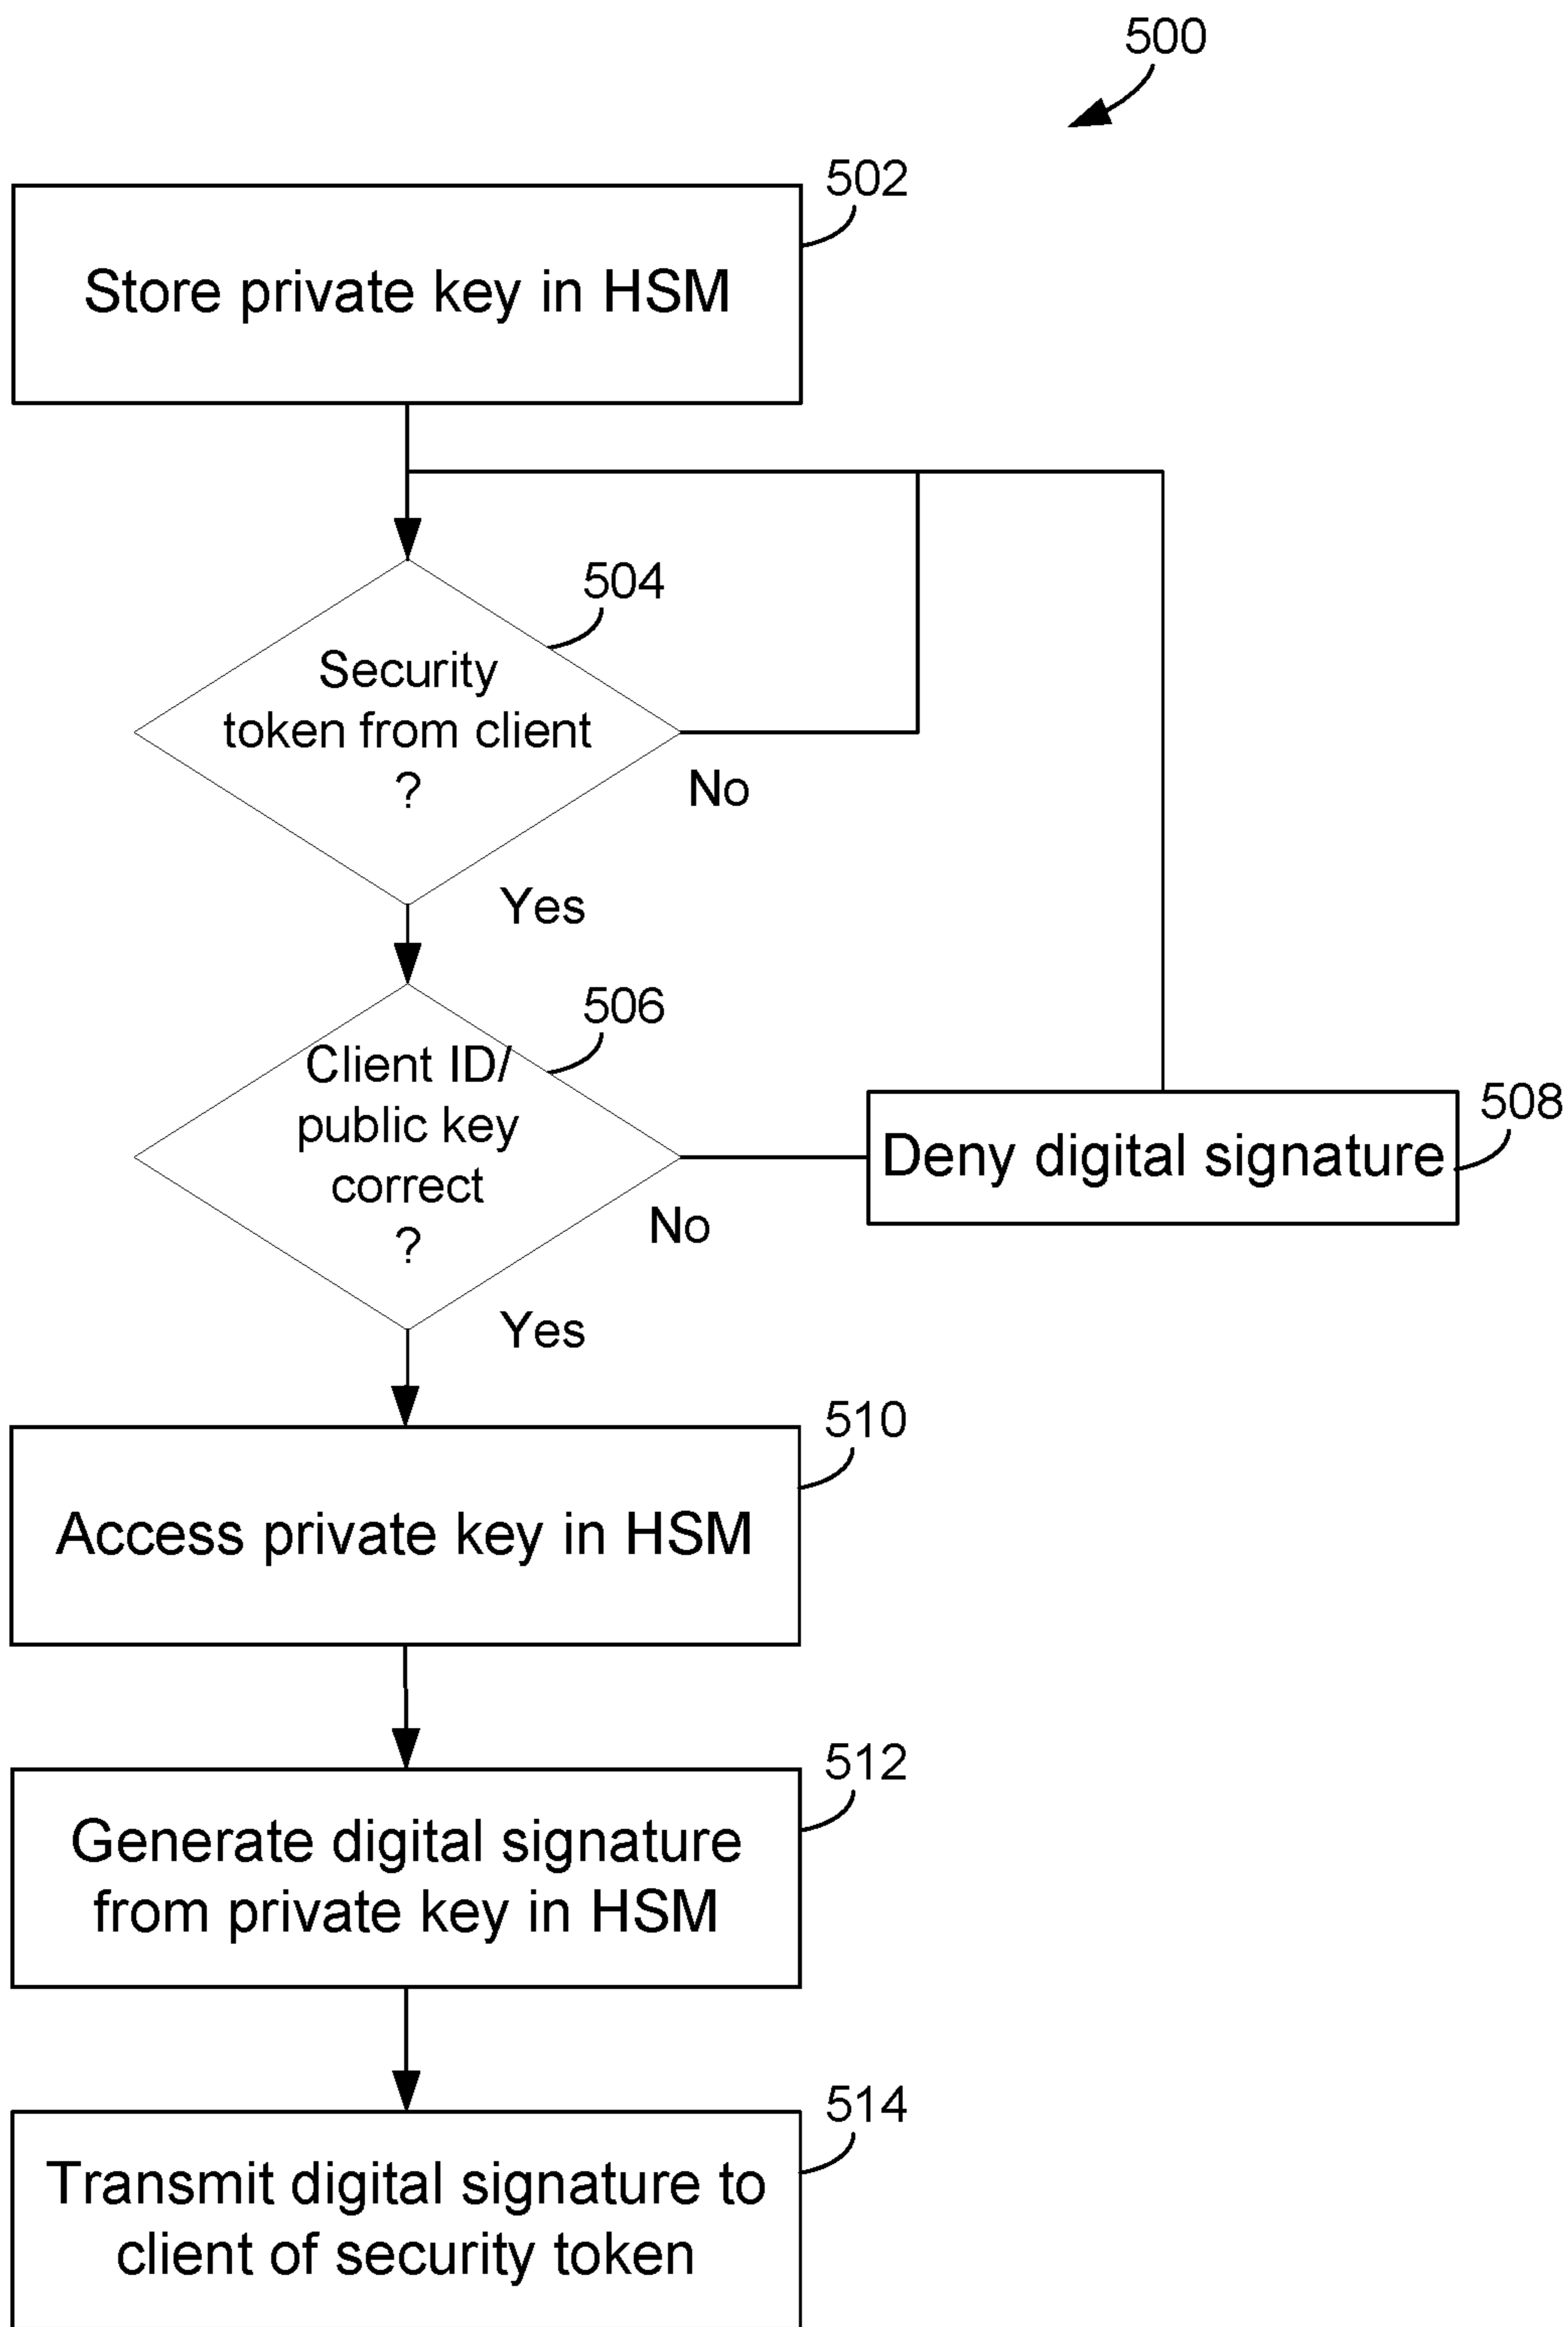 500
502
Store private key in HSM
504
Security
token from client
?
No
Yes
506
Client ID/
public key
correct
?
No
508
Deny digital signature
Yes
510
Access private key in HSM
512
Generate digital signature
from private key in HSM
514
Transmit digital signature to
client of security token